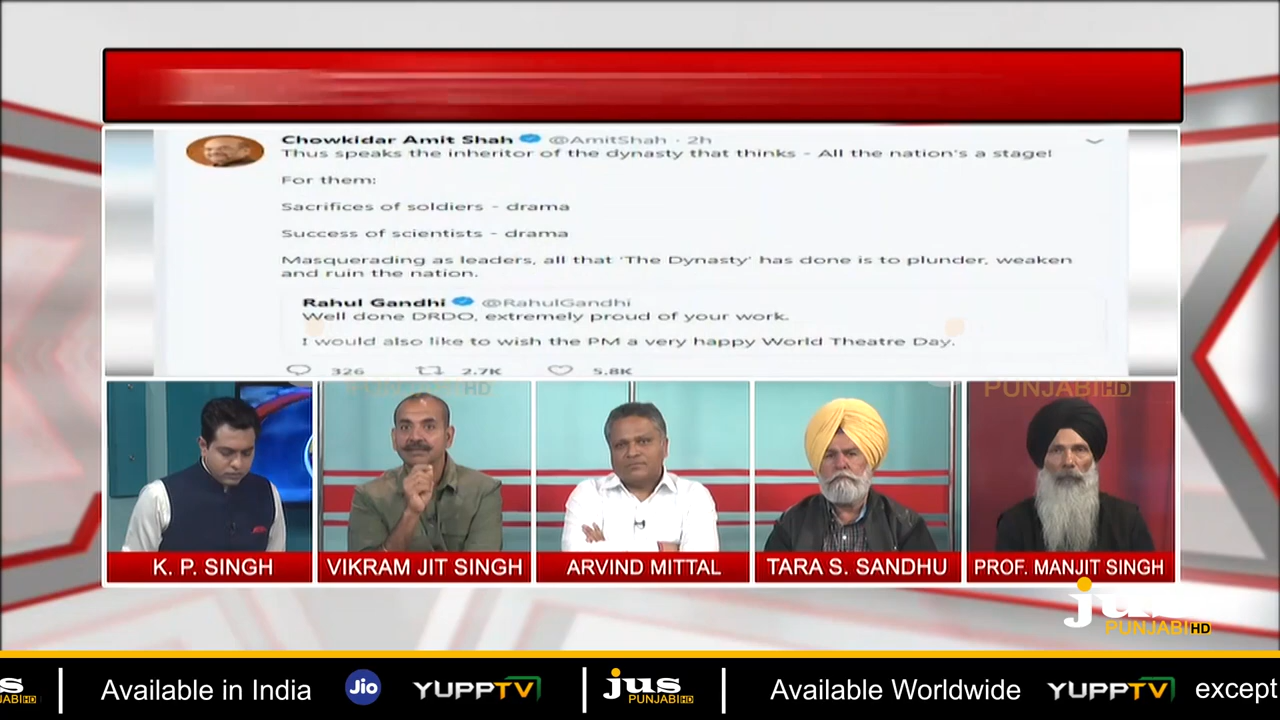 Chowkidar Amit Shah @AmitShah · 2h
Thus speaks the inheritor of the dynasty that thinks - All the nation's a stage!
For them:
Sacrifices of soldiers - drama
Success of scientists - drama
Masquerading as leaders, all that 'The Dynasty' has done is to plunder, weaken
and ruin the nation.
Rahul Gandhi @RahulGandhi
Well done DRDO, extremely proud of your work.
I would also like to wish the PM a very happy World Theatre Day.
326 2.7K 5.8K
PUNJABI HD PUNJABI HD
K. P. SINGH VIKRAM JIT SINGH ARVIND MITTAL TARA S. SANDHU PROF. MANJIT SINGH
jus
PUNJABI HD
Available in India Jio YUPPTV jus PUNJABI HD Available Worldwide YUPPTV except